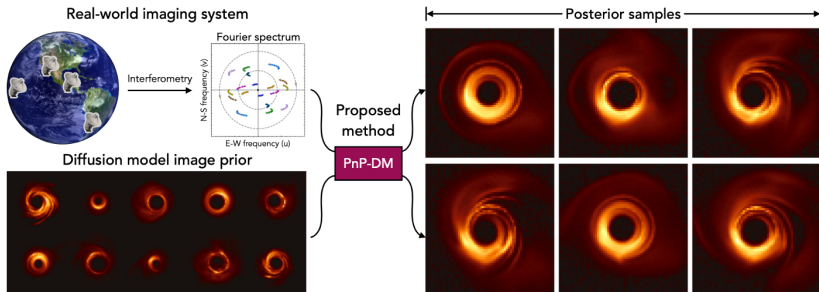 Real-world imaging system
Interferometry
Fourier spectrum
N-S frequency (v)
E-W frequency (u)
Diffusion model image prior
Proposed
method
PnP-DM
Posterior samples